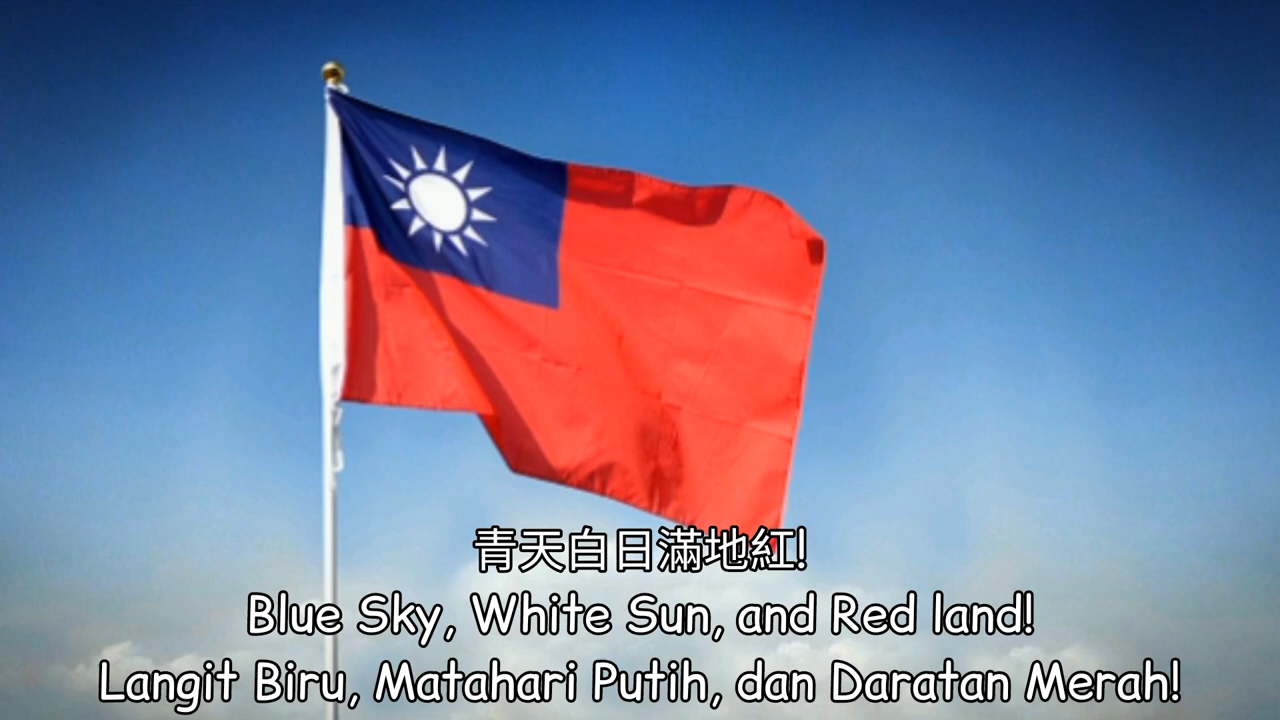 青天白日滿地紅!
Blue Sky, White Sun, and Red land!
Langit Biru, Matahari Putih, dan Daratan Merah!